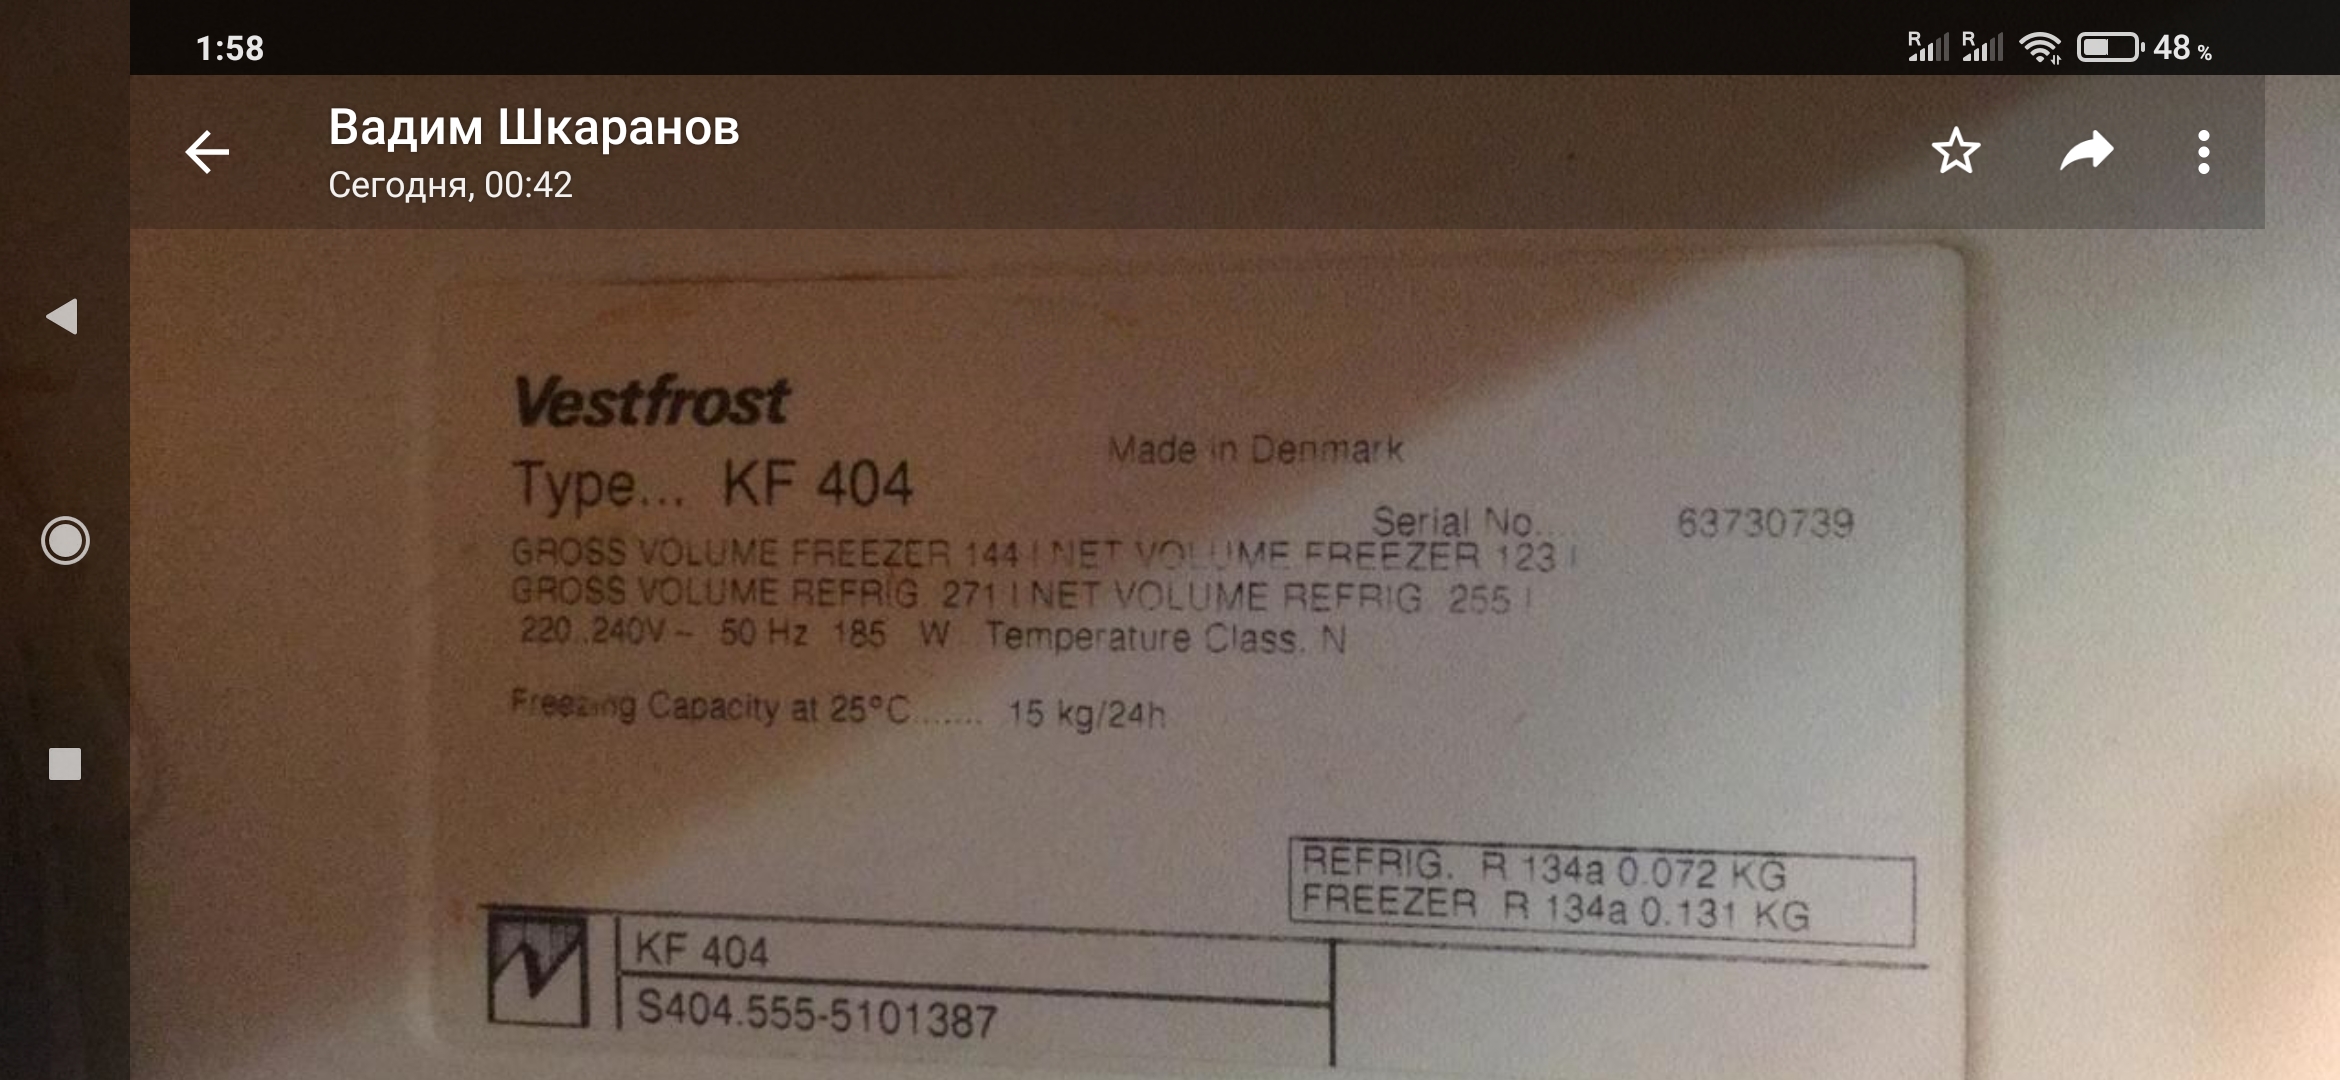 1:58
R R 48 %
Вадим Шкаранов
Сегодня, 00:42
Vestfrost
Made in Denmark
Type... KF 404
Serial No... 63730739
GROSS VOLUME FREEZER 144 l NET VOLUME FREEZER 123 l
GROSS VOLUME REFRIG. 271 l NET VOLUME REFRIG. 255 l
220..240V~ 50 Hz 185 W Temperature Class. N
Freezing Capacity at 25°C....... 15 kg/24h
REFRIG. R 134a 0.072 KG
FREEZER R 134a 0.131 KG
KF 404
S404.555-5101387